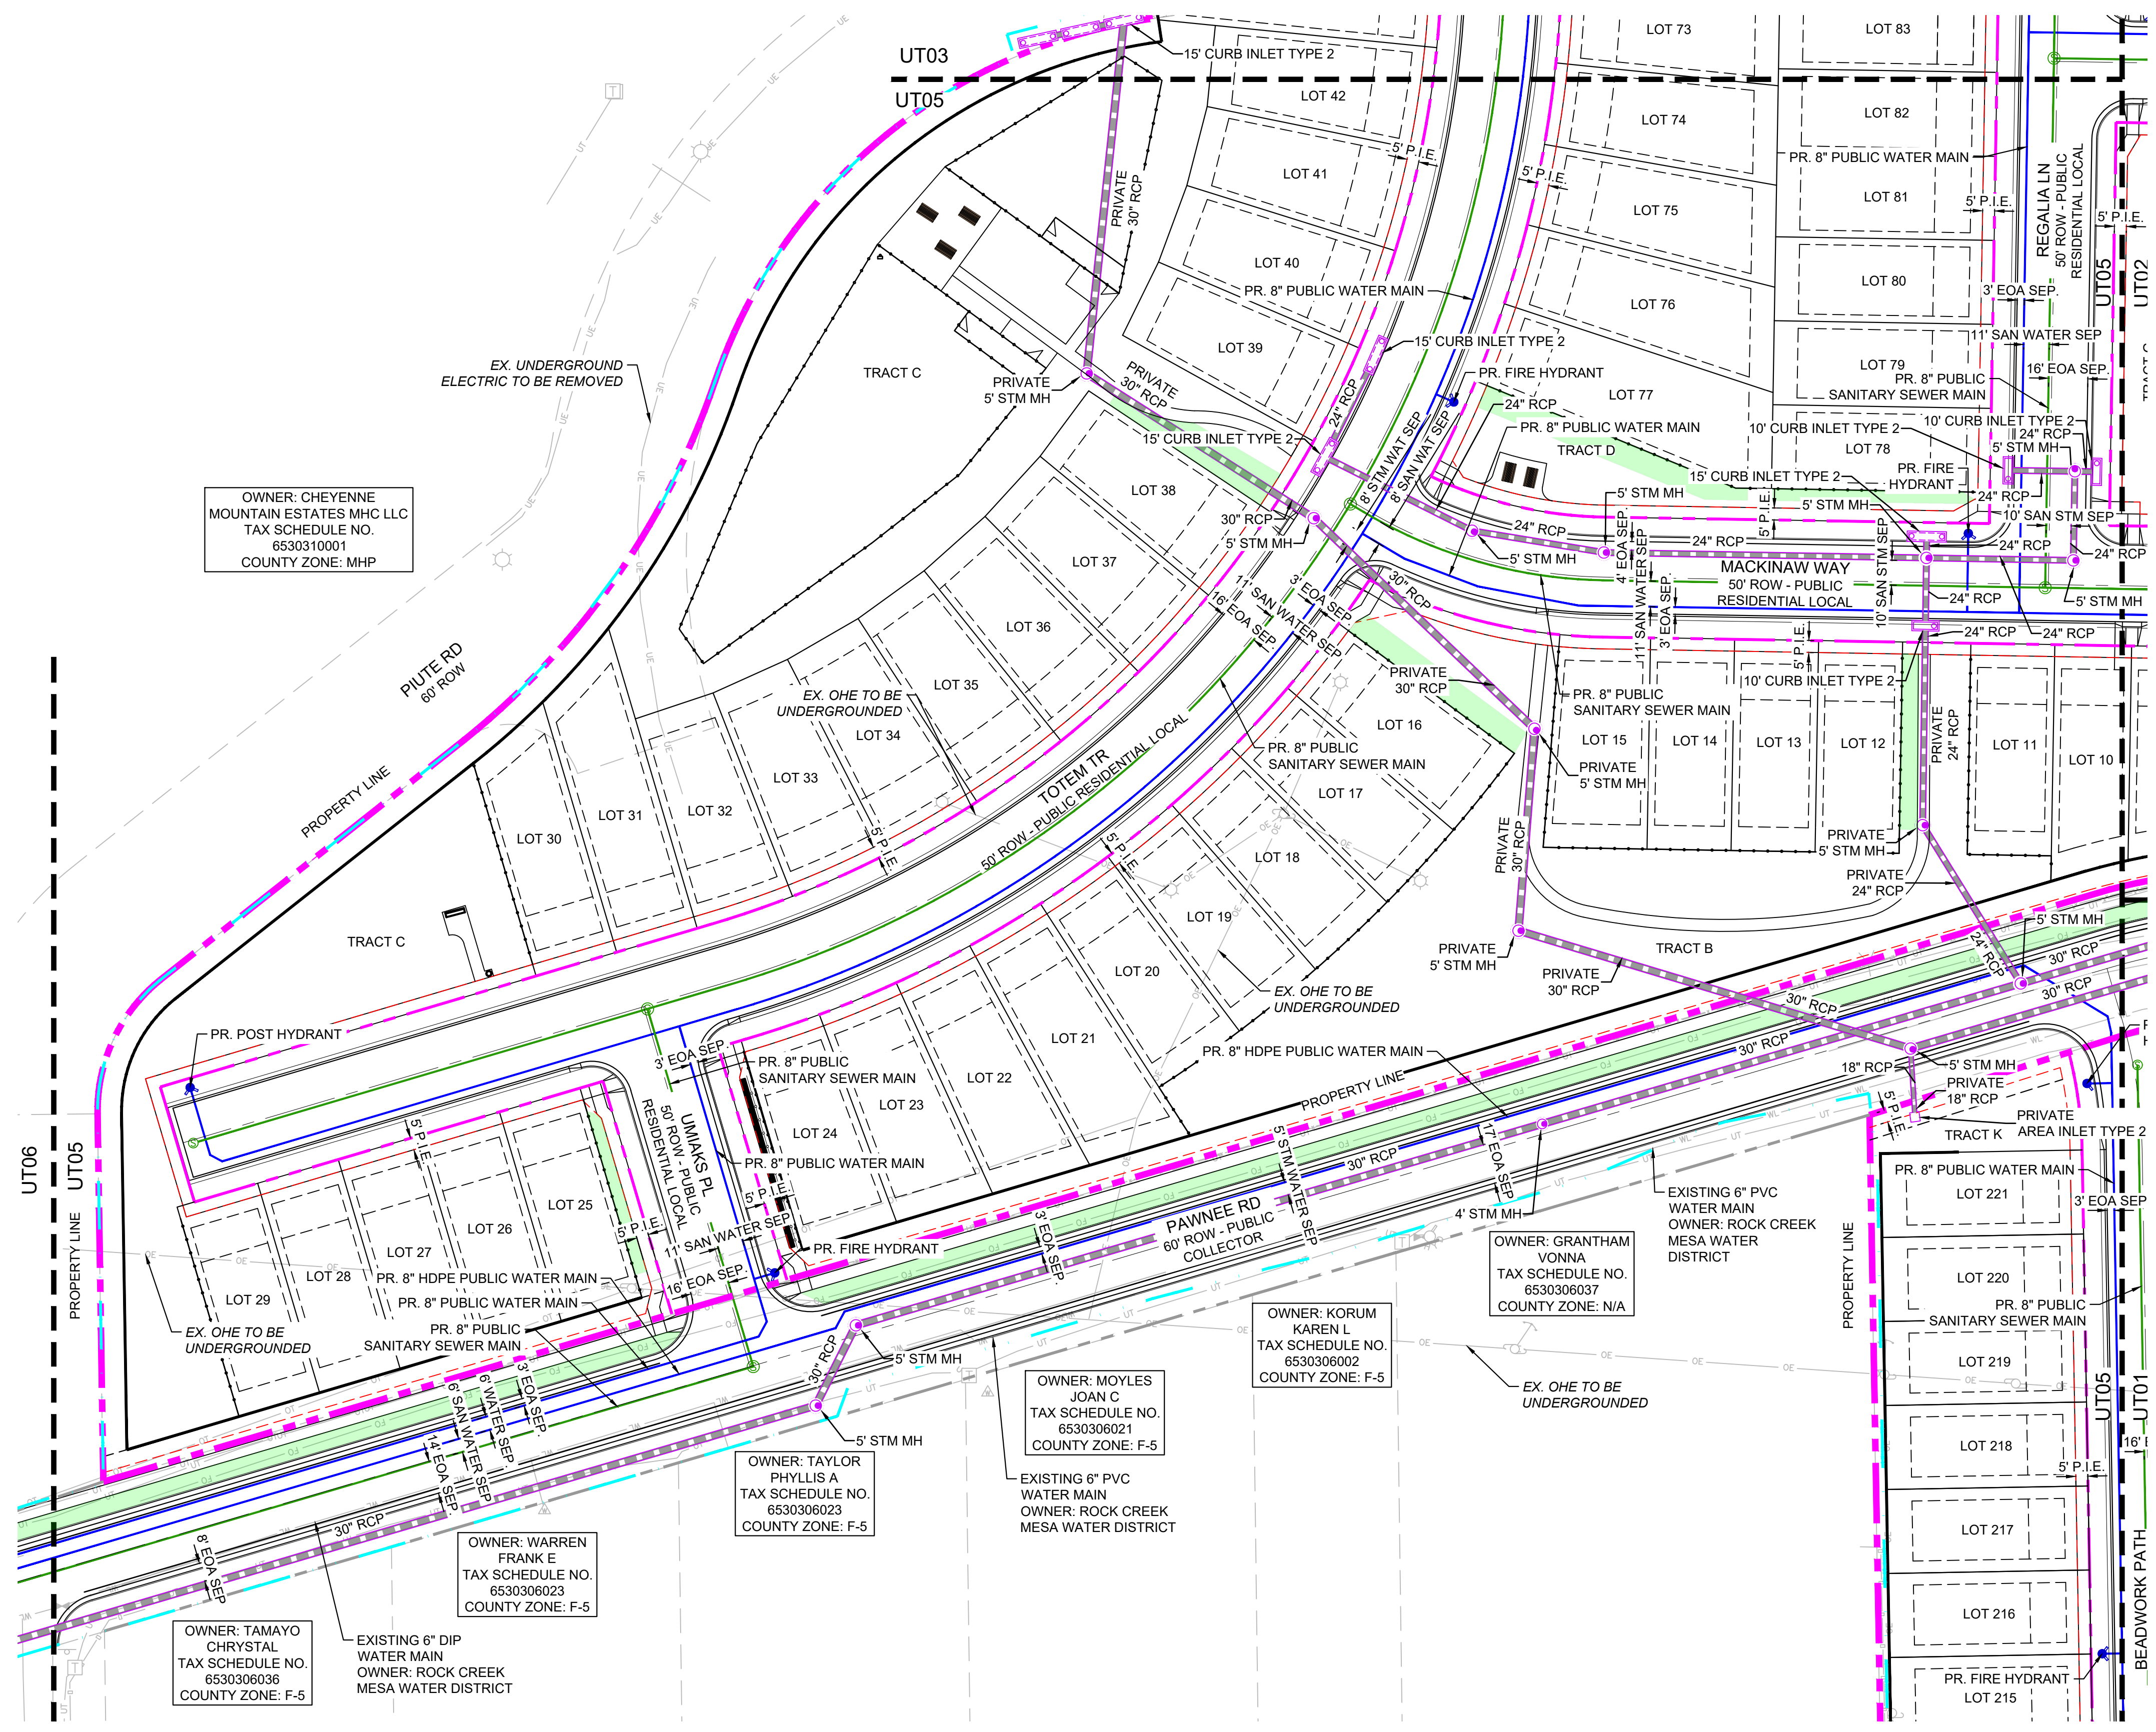 UT03
UT05
15' CURB INLET TYPE 2
LOT 42
LOT 73
LOT 83
LOT 74
LOT 82
PR. 8" PUBLIC WATER MAIN
LOT 41
5' P.I.E.
5' P.I.E.
LOT 75
LOT 81
5' P.I.E.
5' P.I.E.
REGALIA LN
50' ROW - PUBLIC
RESIDENTIAL LOCAL
UT05
UT02
PRIVATE
30" RCP
LOT 40
PR. 8" PUBLIC WATER MAIN
LOT 76
LOT 80
3' EOA SEP.
11' SAN WATER SEP
16' EOA SEP.
LOT 39
15' CURB INLET TYPE 2
PR. FIRE HYDRANT
24" RCP
PR. 8" PUBLIC WATER MAIN
LOT 77
TRACT D
LOT 79
PR. 8" PUBLIC
SANITARY SEWER MAIN
10' CURB INLET TYPE 2
10' CURB INLET TYPE 2
24" RCP
5' STM MH
LOT 78
15' CURB INLET TYPE 2
PR. FIRE
HYDRANT
24" RCP
5' STM MH
10' SAN STM SEP
24" RCP
24" RCP
EX. UNDERGROUND
ELECTRIC TO BE REMOVED
TRACT C
PRIVATE
5' STM MH
PRIVATE
30" RCP
24" RCP
15' CURB INLET TYPE 2
8' STM WAT SEP
8' SAN WAT SEP
LOT 38
30" RCP
5' STM MH
5' STM MH
24" RCP
5' STM MH
4' EOA SEP.
11' SAN WATER SEP
3' EOA SEP.
24" RCP
5' P.I.E.
10' SAN STM SEP
MACKINAW WAY
50' ROW - PUBLIC
RESIDENTIAL LOCAL
24" RCP
24" RCP
24" RCP
5' STM MH
5' P.I.E.
10' CURB INLET TYPE 2
OWNER: CHEYENNE
MOUNTAIN ESTATES MHC LLC
TAX SCHEDULE NO.
6530310001
COUNTY ZONE: MHP
LOT 37
LOT 36
LOT 35
3' EOA SEP.
11' SAN WATER SEP
16' EOA SEP.
30" RCP
PRIVATE
30" RCP
LOT 16
PR. 8" PUBLIC
SANITARY SEWER MAIN
LOT 15
LOT 14
LOT 13
LOT 12
LOT 11
LOT 10
PRIVATE
24" RCP
PIUTE RD
60' ROW
EX. OHE TO BE
UNDERGROUNDED
LOT 34
LOT 33
LOT 32
LOT 31
LOT 30
TOTEM TR
50' ROW - PUBLIC RESIDENTIAL LOCAL
PR. 8" PUBLIC
SANITARY SEWER MAIN
PRIVATE
5' STM MH
LOT 17
LOT 18
PRIVATE
30" RCP
PRIVATE
5' STM MH
PRIVATE
24" RCP
PROPERTY LINE
5' P.I.E.
5' P.I.E.
LOT 19
LOT 20
LOT 21
LOT 22
LOT 23
LOT 24
TRACT C
PRIVATE
5' STM MH
PRIVATE
30" RCP
TRACT B
5' STM MH
24" RCP
30" RCP
30" RCP
30" RCP
30" RCP
EX. OHE TO BE
UNDERGROUNDED
PR. 8" HDPE PUBLIC WATER MAIN
PROPERTY LINE
PR. POST HYDRANT
3' EOA SEP.
PR. 8" PUBLIC
SANITARY SEWER MAIN
UMIAKS PL
50' ROW - PUBLIC
RESIDENTIAL LOCAL
PR. 8" PUBLIC WATER MAIN
5' P.I.E.
11' SAN WATER SEP
16' EOA SEP.
PR. FIRE HYDRANT
5' P.I.E.
5' P.I.E.
LOT 25
LOT 26
LOT 27
LOT 28
LOT 29
UT06
UT05
PROPERTY LINE
PR. 8" HDPE PUBLIC WATER MAIN
PR. 8" PUBLIC WATER MAIN
PR. 8" PUBLIC
SANITARY SEWER MAIN
EX. OHE TO BE
UNDERGROUNDED
3' EOA SEP.
6' WATER SEP.
6' SAN WATER SEP
14' EOA SEP.
8' EOA SEP
30" RCP
30" RCP
5' STM MH
5' STM MH
3' EOA SEP.
PAWNEE RD
60' ROW - PUBLIC
COLLECTOR
5' STM WATER SEP
30" RCP
17' EOA SEP
4' STM MH
18" RCP
5' STM MH
PRIVATE
18" RCP
PRIVATE
AREA INLET TYPE 2
5' P.I.E.
TRACT K
PR. 8" PUBLIC WATER MAIN
LOT 221
3' EOA SEP
LOT 220
PR. 8" PUBLIC
SANITARY SEWER MAIN
LOT 219
LOT 218
5' P.I.E.
LOT 217
LOT 216
PR. FIRE HYDRANT
LOT 215
PROPERTY LINE
UT05
UT01
BEADWORK PATH
EXISTING 6" PVC
WATER MAIN
OWNER: ROCK CREEK
MESA WATER
DISTRICT
OWNER: GRANTHAM
VONNA
TAX SCHEDULE NO.
6530306037
COUNTY ZONE: N/A
OWNER: KORUM
KAREN L
TAX SCHEDULE NO.
6530306002
COUNTY ZONE: F-5
EX. OHE TO BE
UNDERGROUNDED
OWNER: MOYLES
JOAN C
TAX SCHEDULE NO.
6530306021
COUNTY ZONE: F-5
EXISTING 6" PVC
WATER MAIN
OWNER: ROCK CREEK
MESA WATER DISTRICT
OWNER: TAYLOR
PHYLLIS A
TAX SCHEDULE NO.
6530306023
COUNTY ZONE: F-5
OWNER: WARREN
FRANK E
TAX SCHEDULE NO.
6530306023
COUNTY ZONE: F-5
OWNER: TAMAYO
CHRYSTAL
TAX SCHEDULE NO.
6530306036
COUNTY ZONE: F-5
EXISTING 6" DIP
WATER MAIN
OWNER: ROCK CREEK
MESA WATER DISTRICT